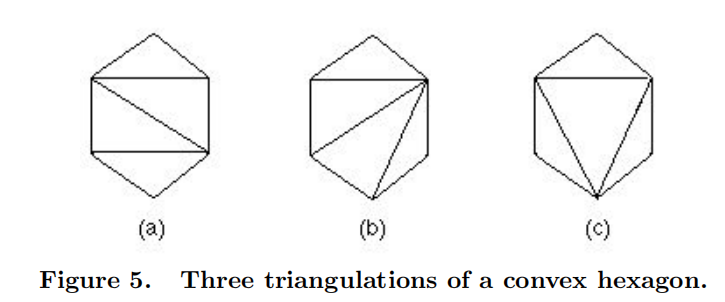 (a) (b) (c)
Figure 5. Three triangulations of a convex hexagon.